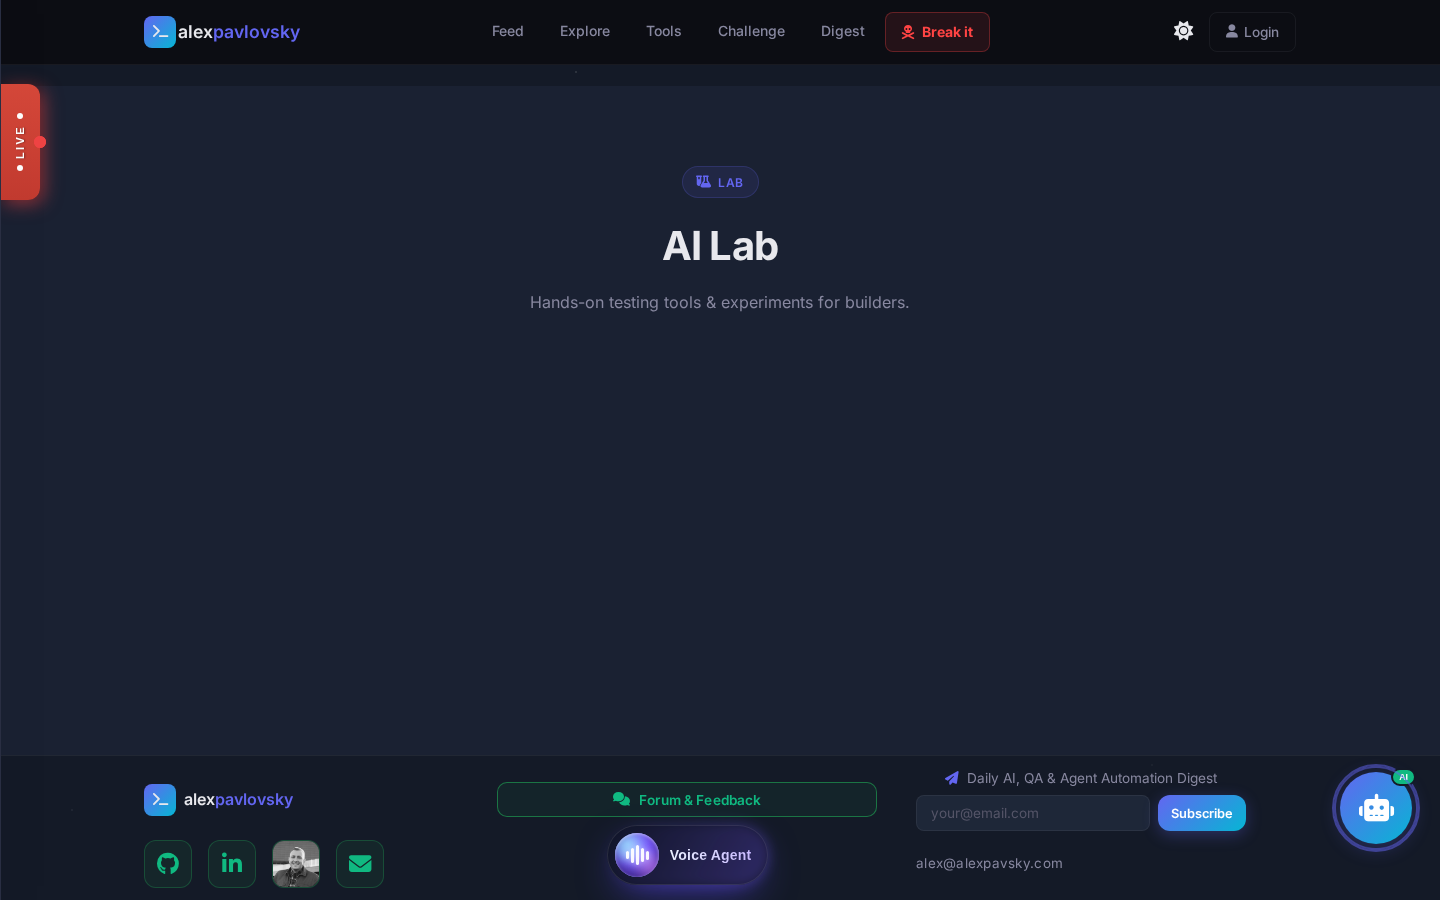 alexpavlovsky
Feed
Explore
Tools
Challenge
Digest
Break it
Login
LIVE
LAB
AI Lab
Hands-on testing tools & experiments for builders.
alexpavlovsky
Forum & Feedback
Voice Agent
Daily AI, QA & Agent Automation Digest
your@email.com
Subscribe
alex@alexpavsky.com
AI